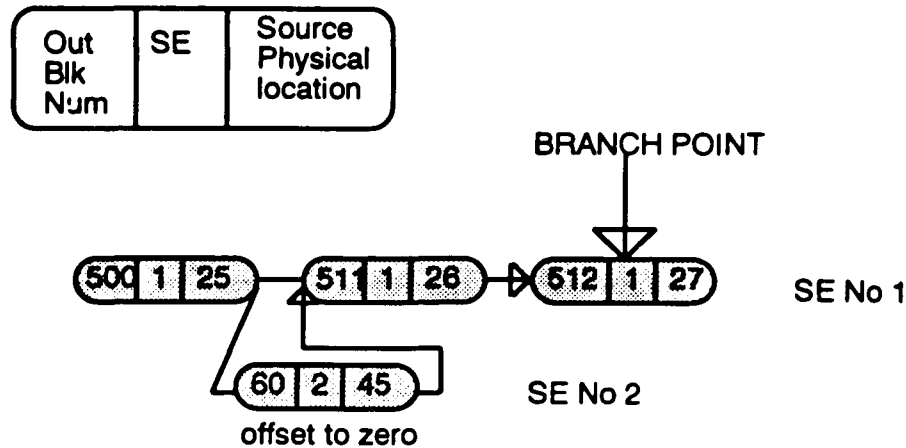 Out Blk Num
SE
Source Physical location
BRANCH POINT
500 1 25
511 1 26
512 1 27
SE No 1
60 2 45
SE No 2
offset to zero